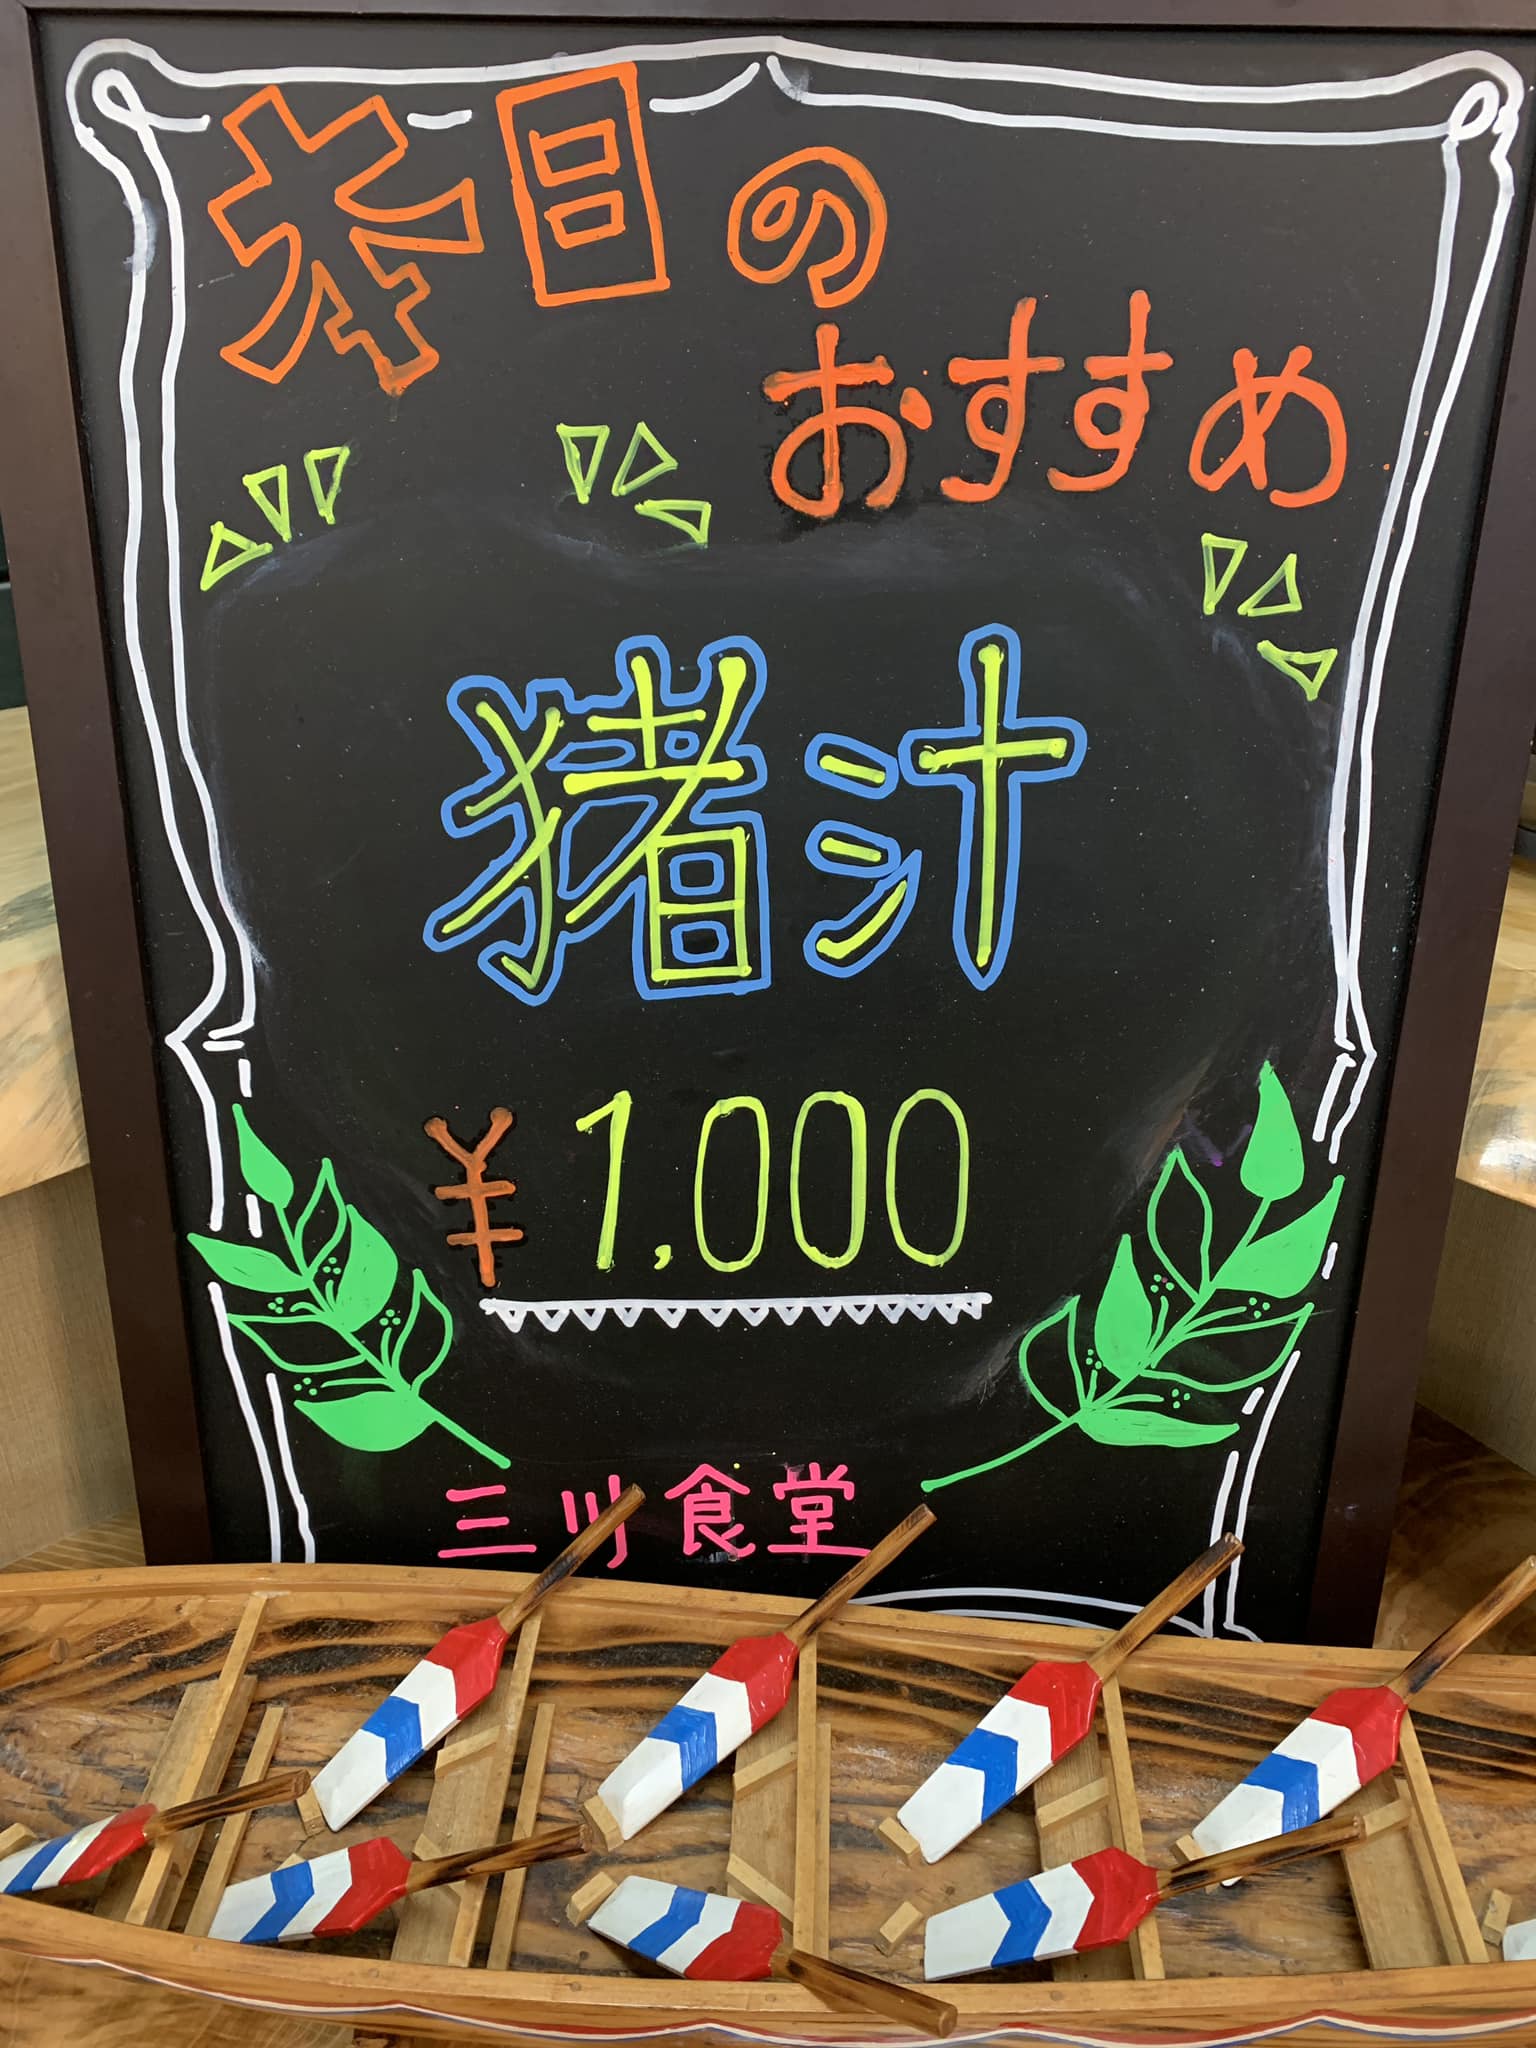 本日の
おすすめ
猪汁
¥1,000
三川食堂